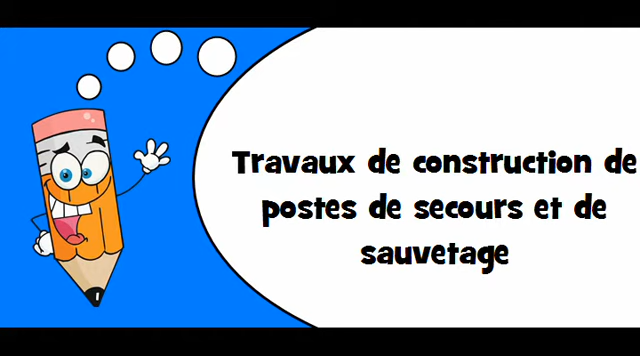 Travaux de construction de
postes de secours et de
sauvetage